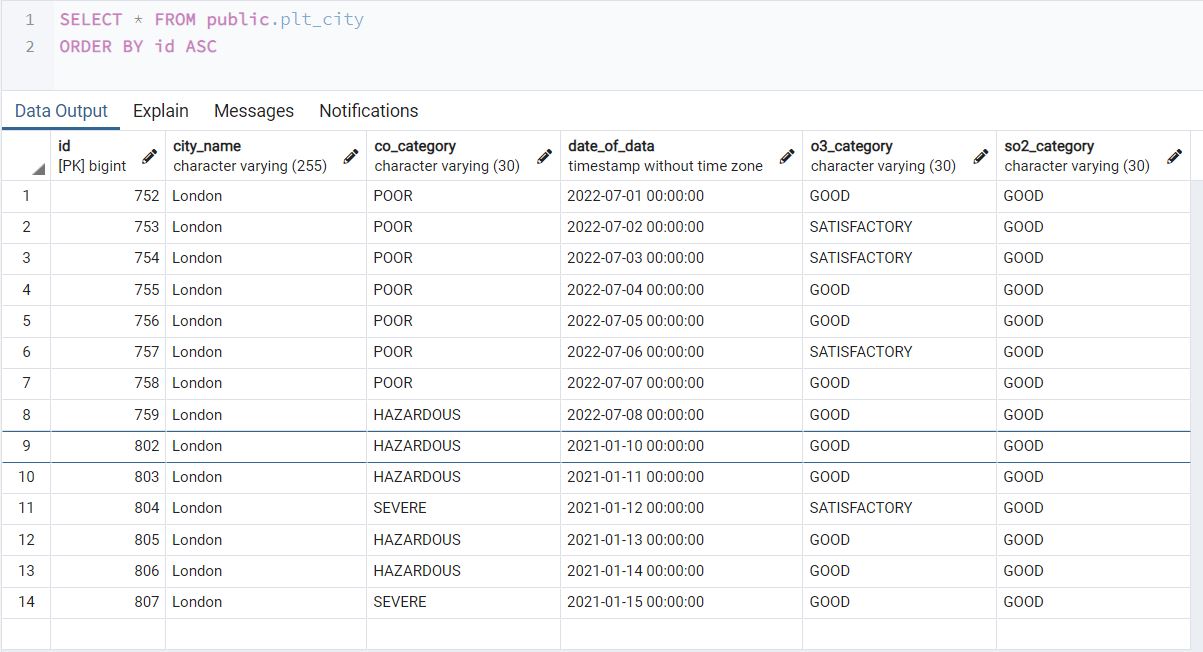 1 SELECT * FROM public.plt_city
2 ORDER BY id ASC
Data Output Explain Messages Notifications
id city_name co_category date_of_data o3_category so2_category
[PK] bigint character varying (255) character varying (30) timestamp without time zone character varying (30) character varying (30)
1 752 London POOR 2022-07-01 00:00:00 GOOD GOOD
2 753 London POOR 2022-07-02 00:00:00 SATISFACTORY GOOD
3 754 London POOR 2022-07-03 00:00:00 SATISFACTORY GOOD
4 755 London POOR 2022-07-04 00:00:00 GOOD GOOD
5 756 London POOR 2022-07-05 00:00:00 GOOD GOOD
6 757 London POOR 2022-07-06 00:00:00 SATISFACTORY GOOD
7 758 London POOR 2022-07-07 00:00:00 GOOD GOOD
8 759 London HAZARDOUS 2022-07-08 00:00:00 GOOD GOOD
9 802 London HAZARDOUS 2021-01-10 00:00:00 GOOD GOOD
10 803 London HAZARDOUS 2021-01-11 00:00:00 GOOD GOOD
11 804 London SEVERE 2021-01-12 00:00:00 SATISFACTORY GOOD
12 805 London HAZARDOUS 2021-01-13 00:00:00 GOOD GOOD
13 806 London HAZARDOUS 2021-01-14 00:00:00 GOOD GOOD
14 807 London SEVERE 2021-01-15 00:00:00 GOOD GOOD